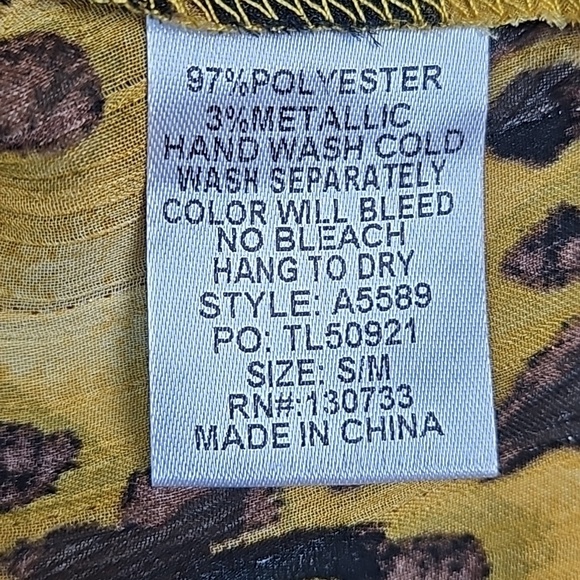 97%POLYESTER
3%METALLIC
HAND WASH COLD
WASH SEPARATELY
COLOR WILL BLEED
NO BLEACH
HANG TO DRY
STYLE: A5589
PO: TL50921
SIZE: S/M
RN#:130733
MADE IN CHINA